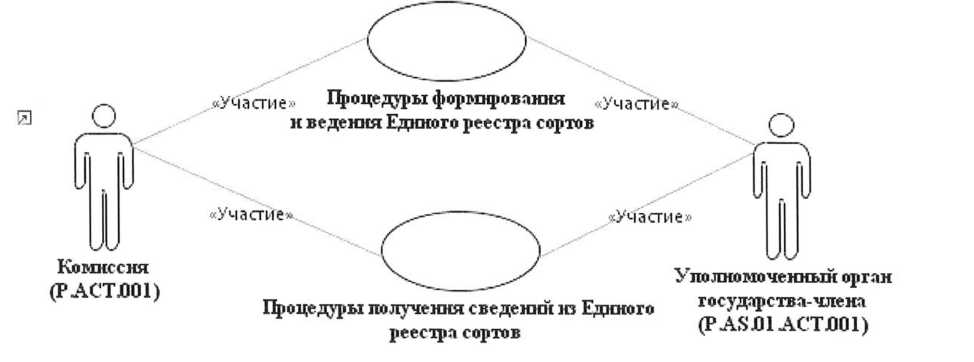 «Участие»
Процедуры формирования
и ведения Единого реестра сортов
«Участие»
«Участие»
«Участие»
Комиссия
(P.ACT.001)
Процедуры получения сведений из Единого
реестра сортов
Уполномоченный орган
государства-члена
(P.AS.01.ACT.001)